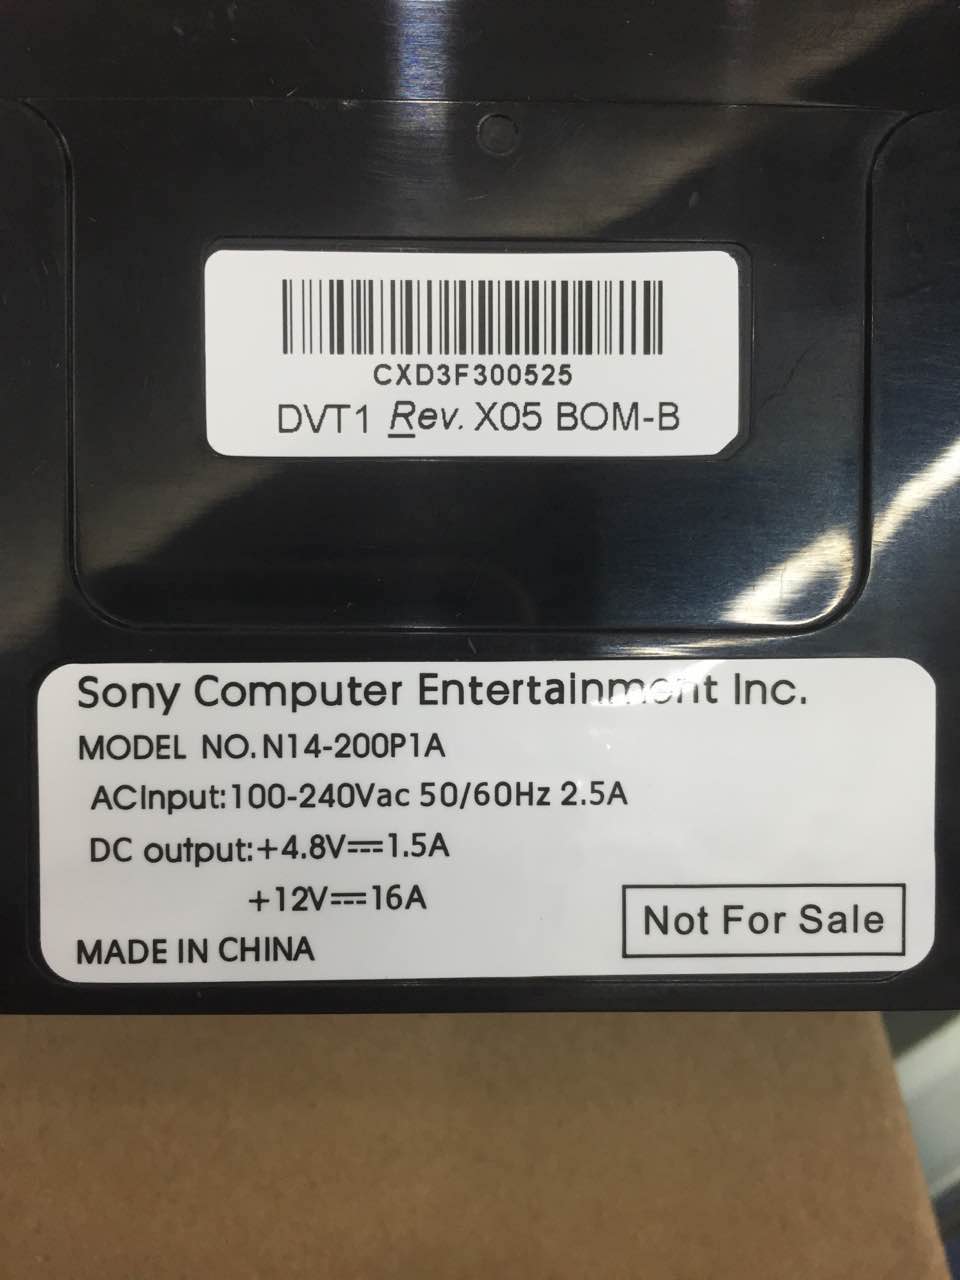 CXD3F300525
DVT1 Rev. X05 BOM-B
Sony Computer Entertainment Inc.
MODEL NO. N14-200P1A
ACInput:100-240Vac 50/60Hz 2.5A
DC output:+4.8V⎓1.5A
+12V⎓16A
Not For Sale
MADE IN CHINA